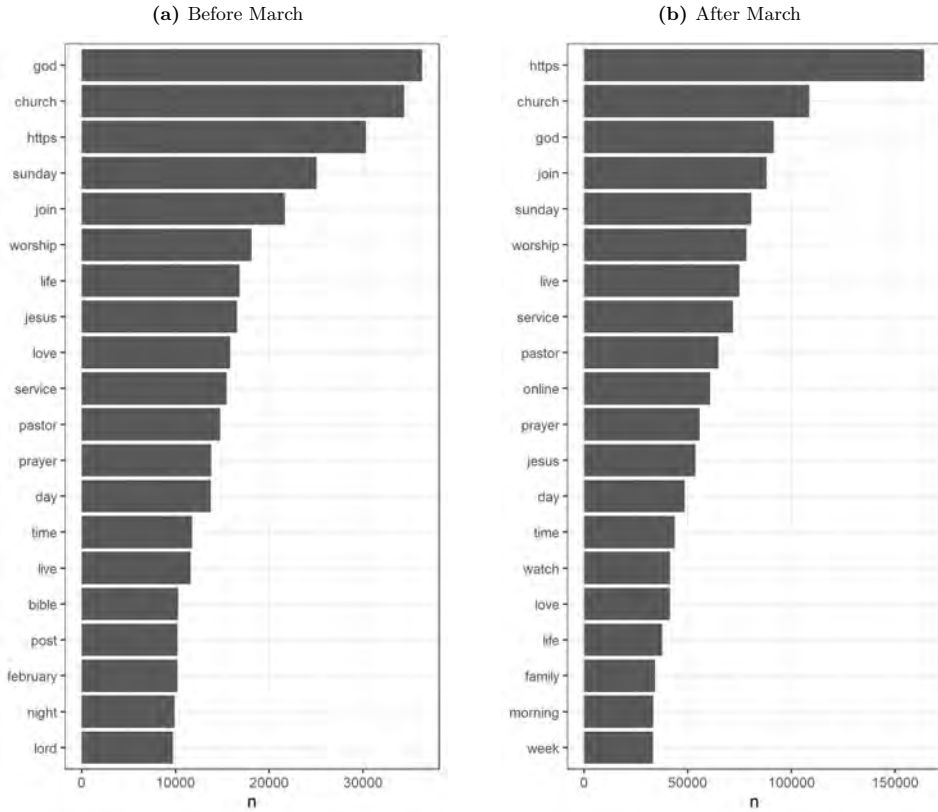 (a) Before March
god
church
https
sunday
join
worship
life
jesus
love
service
pastor
prayer
day
time
live
bible
post
february
night
lord
0 10000 20000 30000
n
(b) After March
https
church
god
join
sunday
worship
live
service
pastor
online
prayer
jesus
day
time
watch
love
life
family
morning
week
0 50000 100000 150000
n